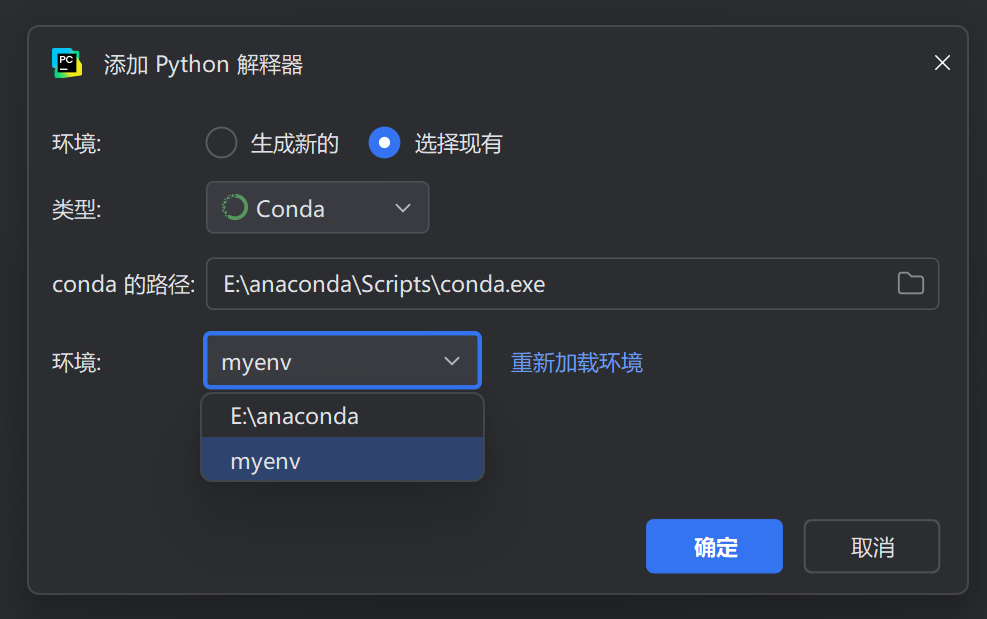 PC
添加 Python 解释器
环境: 生成新的 选择现有
类型: Conda
conda 的路径: E:\anaconda\Scripts\conda.exe
环境: myenv 重新加载环境
E:\anaconda
myenv
确定 取消